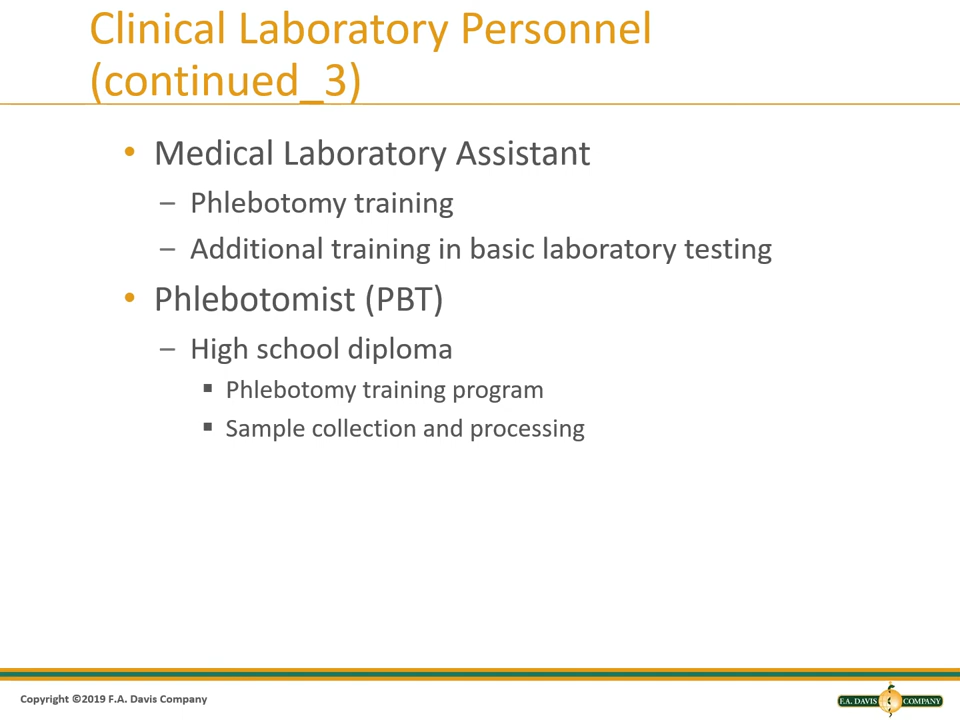 Clinical Laboratory Personnel
(continued_3)
• Medical Laboratory Assistant
– Phlebotomy training
– Additional training in basic laboratory testing
• Phlebotomist (PBT)
– High school diploma
▪ Phlebotomy training program
▪ Sample collection and processing
Copyright ©2019 F.A. Davis Company
F.A. DAVIS COMPANY